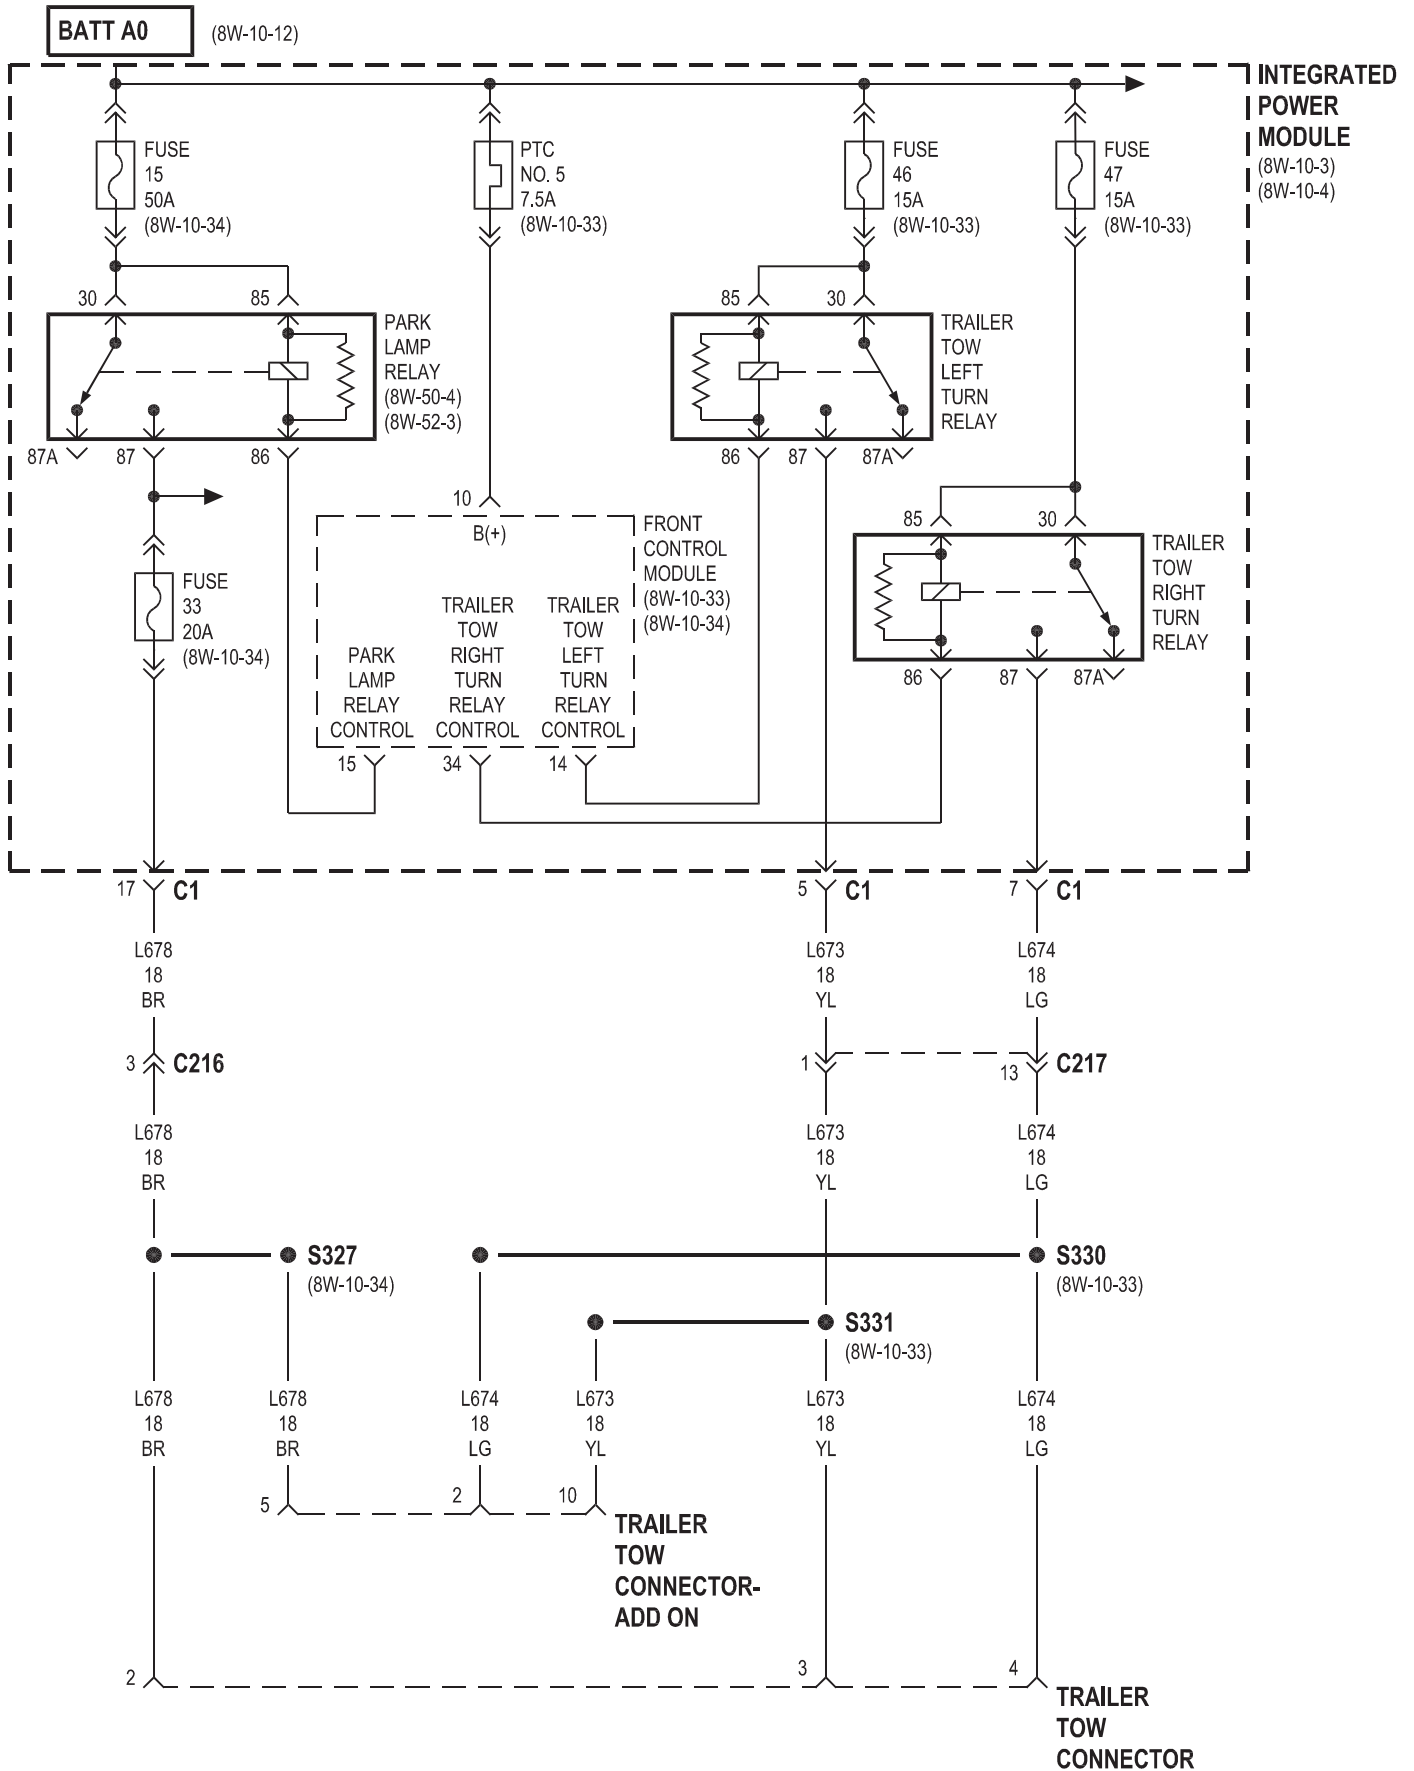 BATT A0
(8W-10-12)
INTEGRATED
POWER
MODULE
(8W-10-3)
(8W-10-4)
FUSE
15
50A
(8W-10-34)
PTC
NO. 5
7.5A
(8W-10-33)
FUSE
46
15A
(8W-10-33)
FUSE
47
15A
(8W-10-33)
30
85
PARK
LAMP
RELAY
(8W-50-4)
(8W-52-3)
87A
87
86
85
30
TRAILER
TOW
LEFT
TURN
RELAY
86
87
87A
FUSE
33
20A
(8W-10-34)
10
B(+)
FRONT
CONTROL
MODULE
(8W-10-33)
(8W-10-34)
PARK
LAMP
RELAY
CONTROL
TRAILER
TOW
RIGHT
TURN
RELAY
CONTROL
TRAILER
TOW
LEFT
TURN
RELAY
CONTROL
15
34
14
85
30
TRAILER
TOW
RIGHT
TURN
RELAY
86
87
87A
17
C1
5
C1
7
C1
L678
18
BR
L673
18
YL
L674
18
LG
3
C216
1
13
C217
L678
18
BR
L673
18
YL
L674
18
LG
S327
(8W-10-34)
S330
(8W-10-33)
S331
(8W-10-33)
L678
18
BR
L678
18
BR
L674
18
LG
L673
18
YL
L673
18
YL
L674
18
LG
5
2
10
TRAILER
TOW
CONNECTOR-
ADD ON
2
3
4
TRAILER
TOW
CONNECTOR